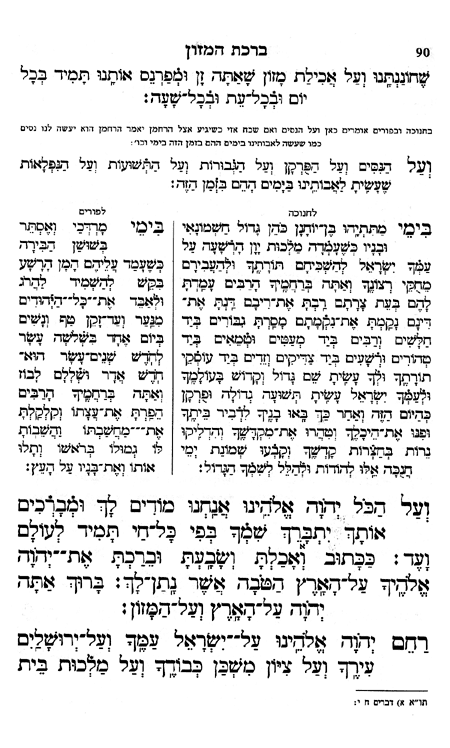 90
ברכת המזון
שֶׁחוֹנַנְתָּנוּ וְעַל אֲכִילַת מָזוֹן שָׁאַתָּה זָן וּמְפַרְנֵס אוֹתָנוּ תָּמִיד בְּכָל
יוֹם וּבְכָל־עֵת וּבְכָל־שָׁעָה:
בחנוכה ובפורים אומרים כאן ועל הנסים ואם שכח אזי כשיגיע אצל הרחמן יאמר הרחמן הוא יעשה לנו נסים
כמו שעשה לאבותינו בימים ההם בזמן הזה בימי וכו':
וְעַל הַנִּסִּים וְעַל הַפֻּרְקָן וְעַל הַגְּבוּרוֹת וְעַל הַתְּשׁוּעוֹת וְעַל הַנִּפְלָאוֹת
שֶׁעָשִׂיתָ לַאֲבוֹתֵינוּ בַּיָּמִים הָהֵם בַּזְּמַן הַזֶּה:
לחנוכה
בִּימֵי מַתִּתְיָהוּ בֶּן־יוֹחָנָן כֹּהֵן גָּדוֹל חַשְׁמוֹנָאִי
וּבָנָיו כְּשֶׁעָמְדָה מַלְכוּת יָוָן הָרְשָׁעָה עַל
עַמְּךָ יִשְׂרָאֵל לְהַשְׁכִּיחָם תּוֹרָתֶךָ וּלְהַעֲבִירָם
מֵחֻקֵּי רְצוֹנֶךָ וְאַתָּה בְּרַחֲמֶיךָ הָרַבִּים עָמַדְתָּ
לָהֶם בְּעֵת צָרָתָם רַבְתָּ אֶת־רִיבָם דַּנְתָּ אֶת־
דִּינָם נָקַמְתָּ אֶת־נִקְמָתָם מָסַרְתָּ גִבּוֹרִים בְּיַד
חַלָּשִׁים וְרַבִּים בְּיַד מְעַטִּים וּטְמֵאִים בְּיַד
טְהוֹרִים וּרְשָׁעִים בְּיַד צַדִּיקִים וְזֵדִים בְּיַד עוֹסְקֵי
תוֹרָתֶךָ וּלְךָ עָשִׂיתָ שֵׁם גָּדוֹל וְקָדוֹשׁ בְּעוֹלָמֶךָ
וּלְעַמְּךָ יִשְׂרָאֵל עָשִׂיתָ תְּשׁוּעָה גְדוֹלָה וּפֻרְקָן
כְּהַיּוֹם הַזֶּה וְאַחַר כַּךְ בָּאוּ בָנֶיךָ לִדְבִיר בֵּיתֶךָ
וּפִנּוּ אֶת־הֵיכָלֶךָ וְטִהֲרוּ אֶת־מִקְדָּשֶׁךָ וְהִדְלִיקוּ
נֵרוֹת בְּחַצְרוֹת קָדְשֶׁךָ וְקָבְעוּ שְׁמוֹנַת יְמֵי
חֲנֻכָּה אֵלּוּ לְהוֹדוֹת וּלְהַלֵּל לְשִׁמְךָ הַגָּדוֹל:
לפורים
בִּימֵי מָרְדְּכַי וְאֶסְתֵּר
בְּשׁוּשַׁן הַבִּירָה
כְּשֶׁעָמַד עֲלֵיהֶם הָמָן הָרָשָׁע
בִּקֵּשׁ לְהַשְׁמִיד לַהֲרֹג
וּלְאַבֵּד אֶת־כָּל־הַיְּהוּדִים
מִנַּעַר וְעַד־זָקֵן טַף וְנָשִׁים
בְּיוֹם אֶחָד בִּשְׁלֹשָׁה עָשָׂר
לְחֹדֶשׁ שְׁנֵים־עָשָׂר הוּא־
חֹדֶשׁ אֲדָר וּשְׁלָלָם לָבוֹז
וְאַתָּה בְּרַחֲמֶיךָ הָרַבִּים
הֵפַרְתָּ אֶת־עֲצָתוֹ וְקִלְקַלְתָּ
אֶת־מַחֲשַׁבְתּוֹ וַהֲשֵׁבוֹתָ
לּוֹ גְמוּלוֹ בְּרֹאשׁוֹ וְתָלוּ
אוֹתוֹ וְאֶת־בָּנָיו עַל הָעֵץ:
וְעַל הַכֹּל יְהֹוָה אֱלֹהֵינוּ אֲנַחְנוּ מוֹדִים לָךְ וּמְבָרְכִים
אוֹתָךְ יִתְבָּרַךְ שִׁמְךָ בְּפִי כָּל־חַי תָּמִיד לְעוֹלָם
וָעֶד: כַּכָּתוּב א וְאָכַלְתָּ וְשָׂבָעְתָּ וּבֵרַכְתָּ אֶת־יְהֹוָה
אֱלֹהֶיךָ עַל־הָאָרֶץ הַטֹּבָה אֲשֶׁר נָתַן־לָךְ: בָּרוּךְ אַתָּה
יְהֹוָה עַל־הָאָרֶץ וְעַל־הַמָּזוֹן:
רַחֵם יְהֹוָה אֱלֹהֵינוּ עַל־יִשְׂרָאֵל עַמֶּךָ וְעַל־יְרוּשָׁלַיִם
עִירֶךָ וְעַל צִיּוֹן מִשְׁכַּן כְּבוֹדֶךָ וְעַל מַלְכוּת בֵּית
תו"א א) דברים ח י: